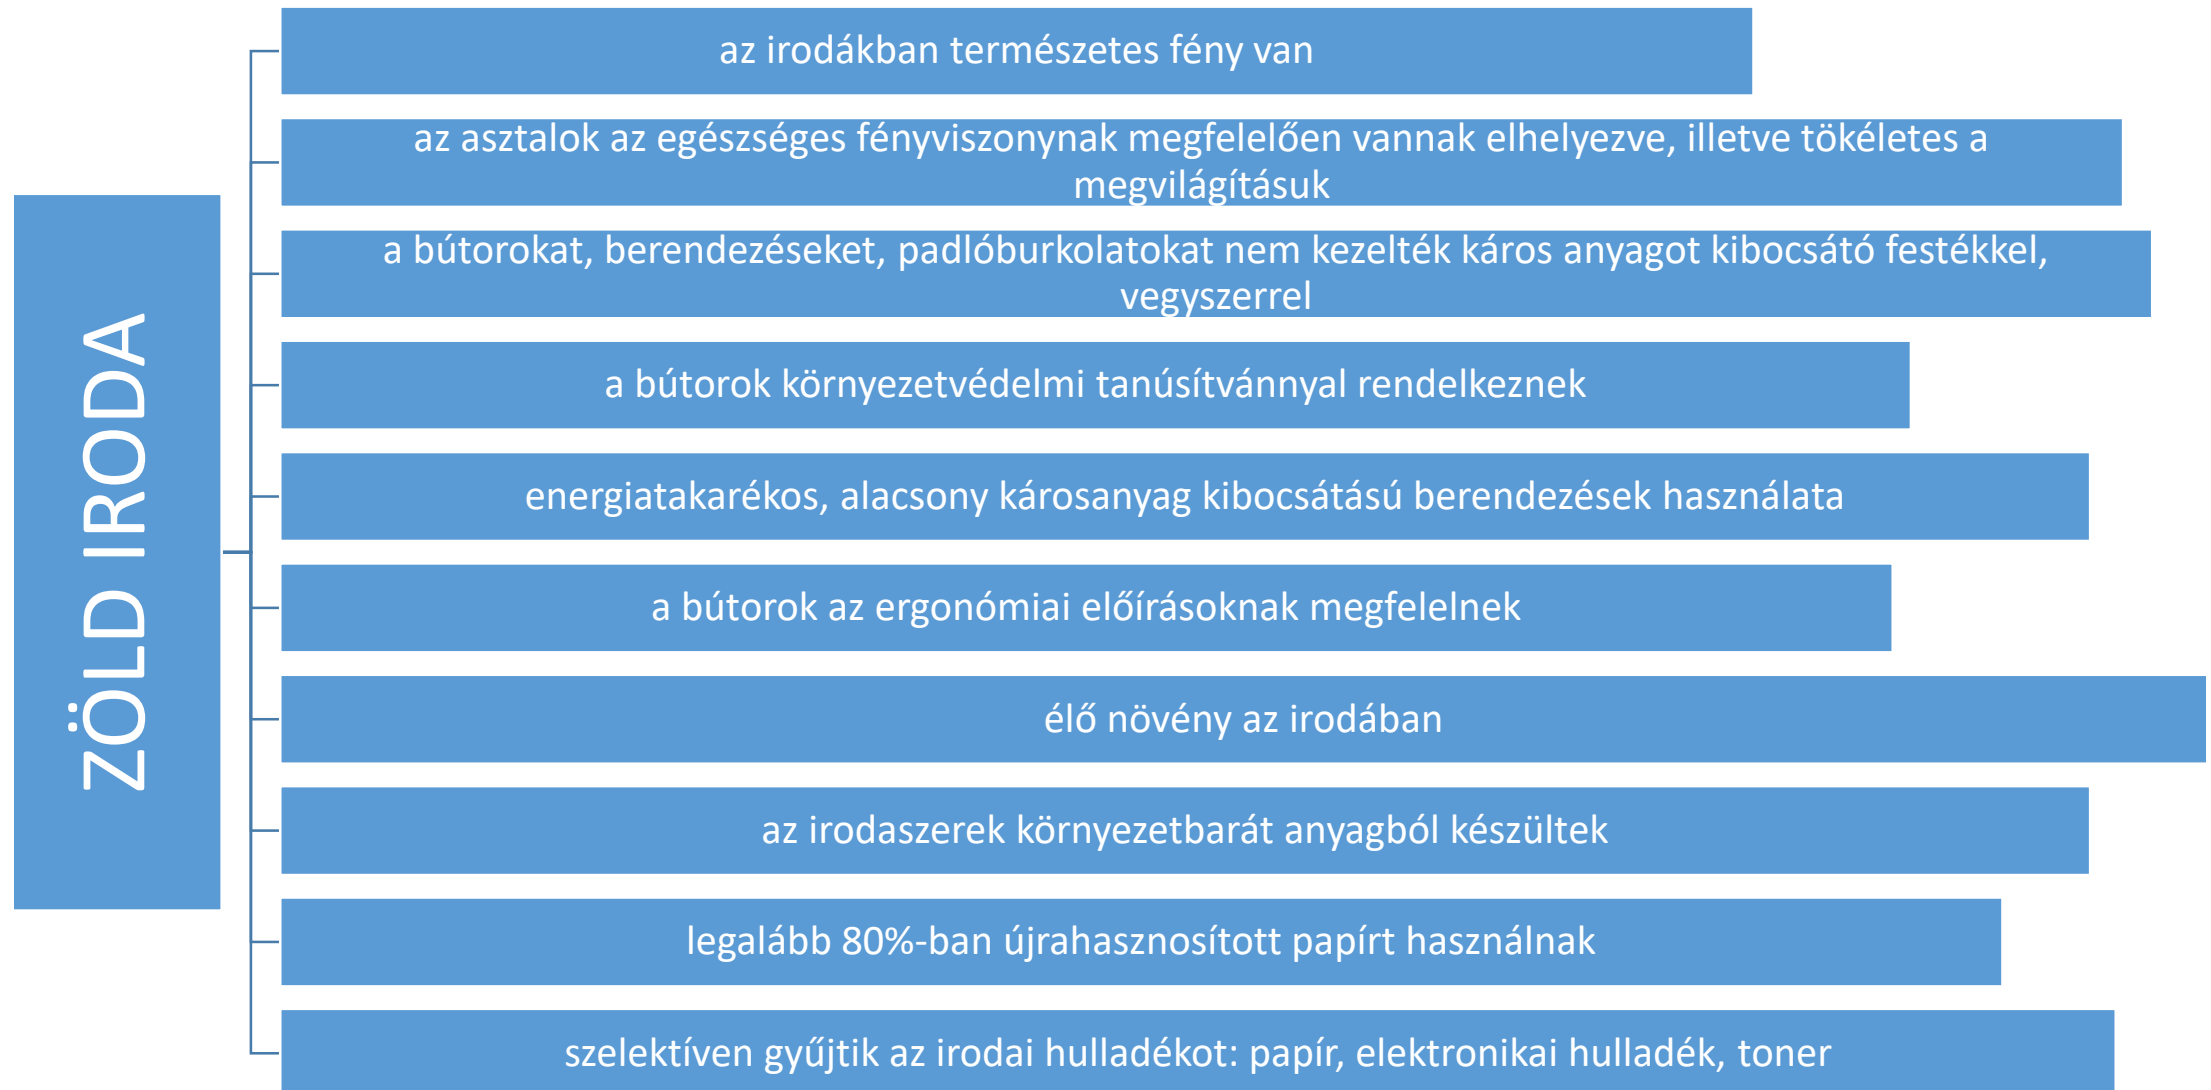 ZÖLD IRODA
az irodákban természetes fény van
az asztalok az egészséges fényviszonynak megfelelően vannak elhelyezve, illetve tökéletes a
megvilágításuk
a bútorokat, berendezéseket, padlóburkolatokat nem kezelték káros anyagot kibocsátó festékkel,
vegyszerrel
a bútorok környezetvédelmi tanúsítvánnyal rendelkeznek
energiatakarékos, alacsony károsanyag kibocsátású berendezések használata
a bútorok az ergonómiai előírásoknak megfelelnek
élő növény az irodában
az irodaszerek környezetbarát anyagból készültek
legalább 80%-ban újrahasznosított papírt használnak
szelektíven gyűjtik az irodai hulladékot: papír, elektronikai hulladék, toner